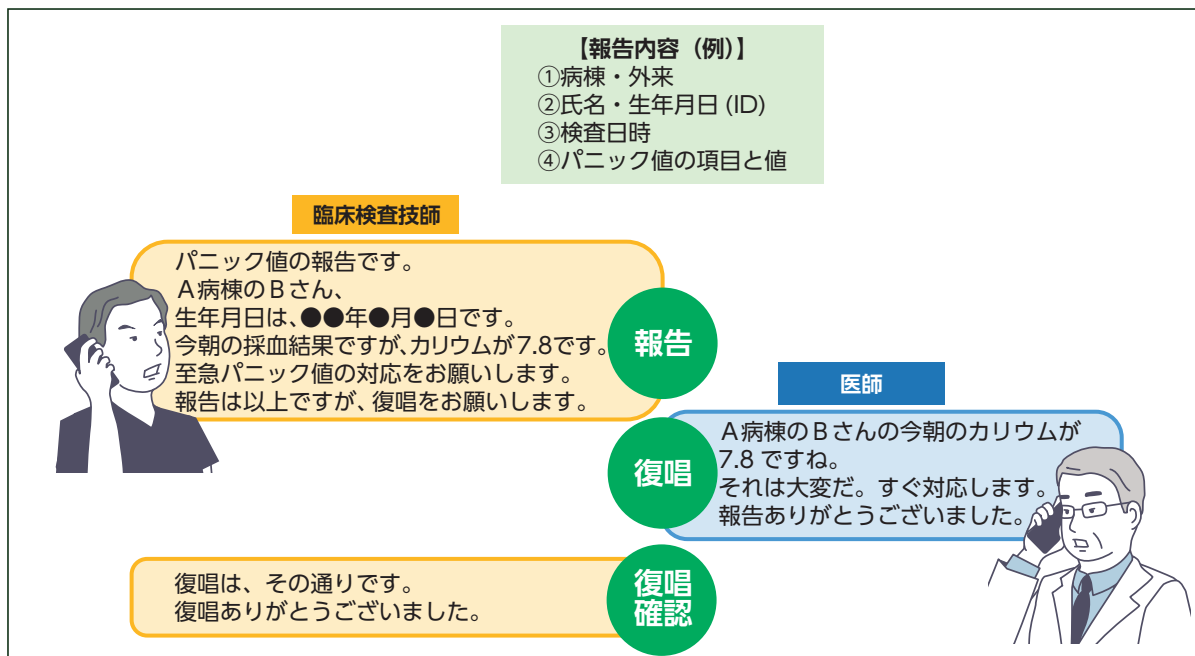 【報告内容（例）】
①病棟・外来
②氏名・生年月日 (ID)
③検査日時
④パニック値の項目と値
臨床検査技師
パニック値の報告です。
A病棟のBさん、
生年月日は、●●年●月●日です。
今朝の採血結果ですが、カリウムが7.8です。
至急パニック値の対応をお願いします。
報告は以上ですが、復唱をお願いします。
報告
医師
A病棟のBさんの今朝のカリウムが
7.8 ですね。
それは大変だ。すぐ対応します。
報告ありがとうございました。
復唱
復唱は、その通りです。
復唱ありがとうございました。
復唱
確認